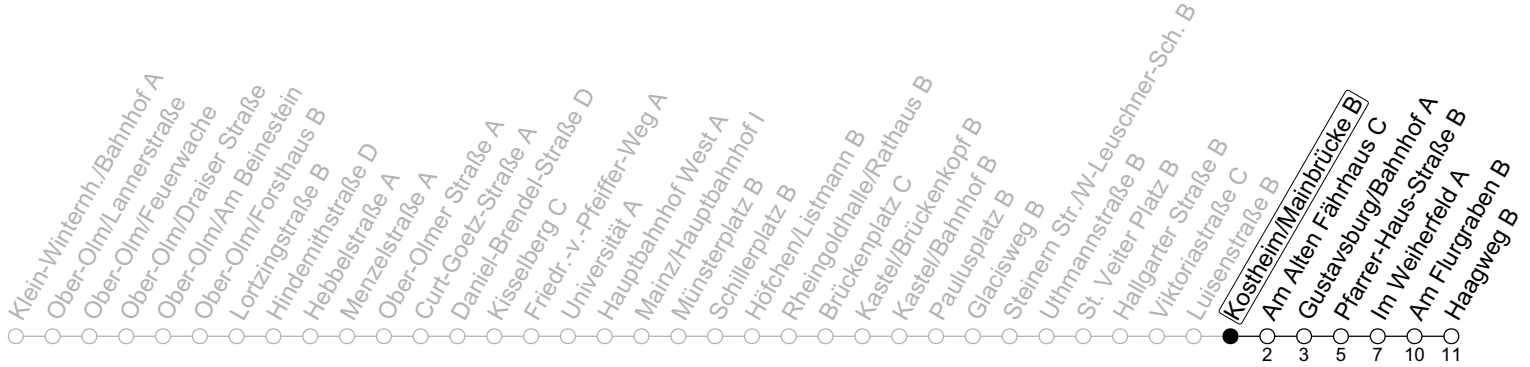 Klein-Winternh./Bahnhof A
Ober-Olm/Lannerstraße
Ober-Olm/Feuerwache
Ober-Olm/Draiser Straße
Ober-Olm/Am Beinestein
Ober-Olm/Forsthaus B
Lortzingstraße B
Hindemithstraße D
Hebbelstraße A
Menzelstraße A
Ober-Olmer Straße A
Curt-Goetz-Straße A
Daniel-Brendel-Straße D
Kisselberg C
Friedr.-v.-Pfeiffer-Weg A
Universität A
Hauptbahnhof West A
Mainz/Hauptbahnhof I
Münsterplatz B
Schillerplatz B
Höfchen/Listmann B
Rheingoldhalle/Rathaus B
Brückenplatz C
Kastel/Brückenkopf B
Kastel/Bahnhof B
Paulusplatz B
Glacisweg B
Steinern Str./W-Leuschner-Sch. B
Uthmannstraße B
St. Veiter Platz B
Hallgarter Straße B
Viktoriastraße C
Luisenstraße B
Kostheim/Mainbrücke B
Am Alten Fährhaus C
Gustavsburg/Bahnhof A
Pfarrer-Haus-Straße B
Im Weiherfeld A
Am Flurgraben B
Haagweg B
2 3 5 7 10 11